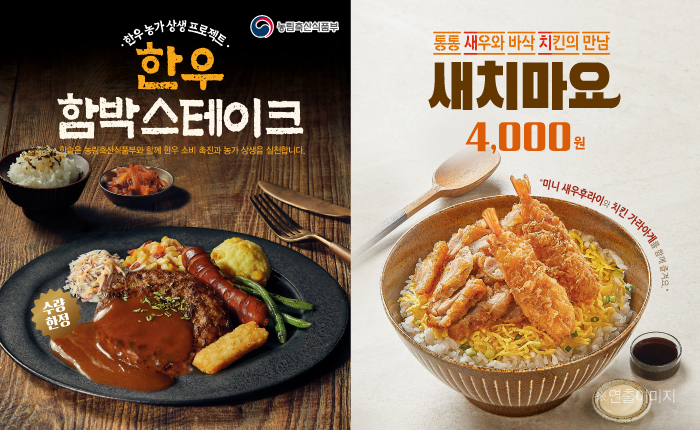 ·한우 농가 상생 프로젝트·
농림축산식품부
한우
함박스테이크
한솥은 농림축산식품부와 함께 한우 소비 촉진과 농가 상생을 실천합니다.
수량
한정
통통 새우와 바삭 치킨의 만남
새치마요
4,000원
"미니 새우후라이와 치킨 가라아게를 함께 즐겨요."
※연출이미지